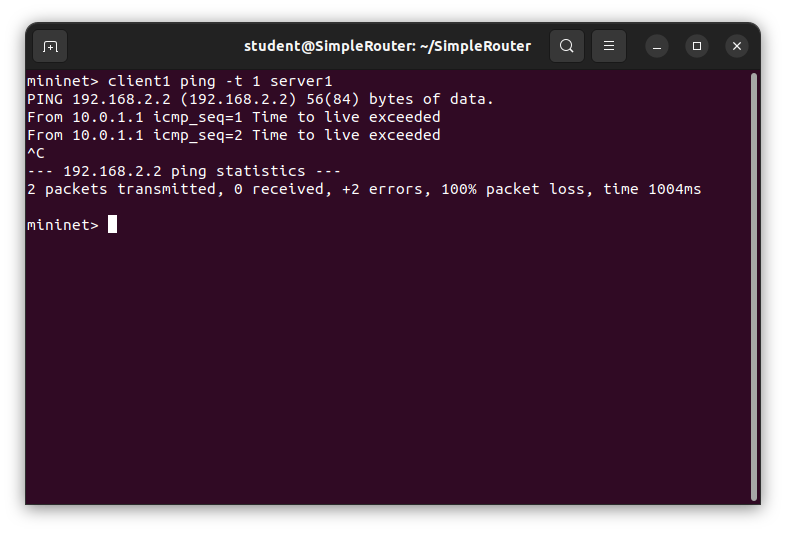 student@SimpleRouter: ~/SimpleRouter
mininet> client1 ping -t 1 server1
PING 192.168.2.2 (192.168.2.2) 56(84) bytes of data.
From 10.0.1.1 icmp_seq=1 Time to live exceeded
From 10.0.1.1 icmp_seq=2 Time to live exceeded
^C
--- 192.168.2.2 ping statistics ---
2 packets transmitted, 0 received, +2 errors, 100% packet loss, time 1004ms
mininet>